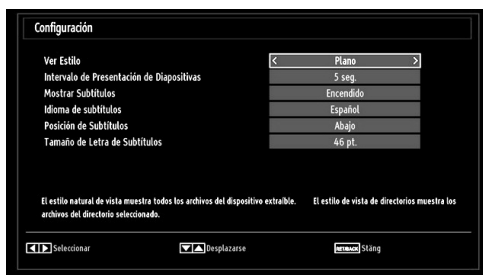 Configuración
Ver Estilo < Plano >
Intervalo de Presentación de Diapositivas 5 seg.
Mostrar Subtítulos Encendido
Idioma de subtítulos Español
Posición de Subtítulos Abajo
Tamaño de Letra de Subtítulos 46 pt.
El estilo natural de vista muestra todos los archivos del dispositivo extraíble. El estilo de vista de directorios muestra los
archivos del directorio seleccionado.
Seleccionar Desplazarse RET/BACK Stäng